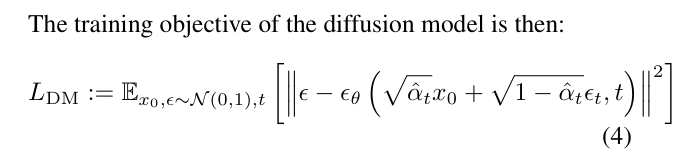 The training objective of the diffusion model is then:
L_DM := 𝔼_{x_0,ϵ∼𝒩(0,1),t} [‖ϵ − ϵ_θ (√α̂_t x_0 + √(1 − α̂_t) ϵ_t, t)‖^2]
(4)